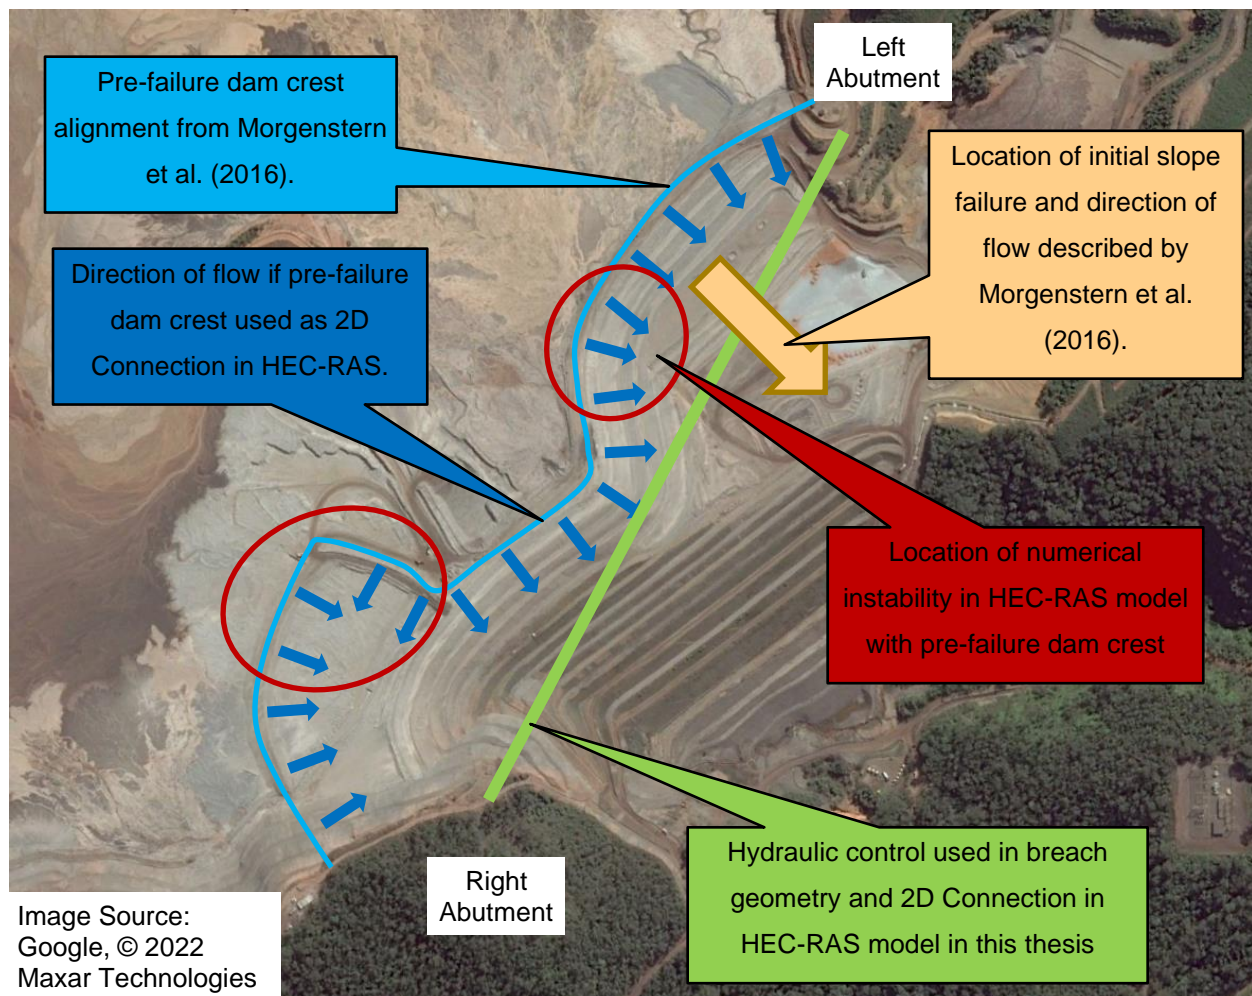 Left
Abutment
Pre-failure dam crest
alignment from Morgenstern
et al. (2016).
Location of initial slope
failure and direction of
flow described by
Morgenstern et al.
(2016).
Direction of flow if pre-failure
dam crest used as 2D
Connection in HEC-RAS.
Location of numerical
instability in HEC-RAS model
with pre-failure dam crest
Hydraulic control used in breach
geometry and 2D Connection in
HEC-RAS model in this thesis
Right
Abutment
Image Source:
Google, © 2022
Maxar Technologies